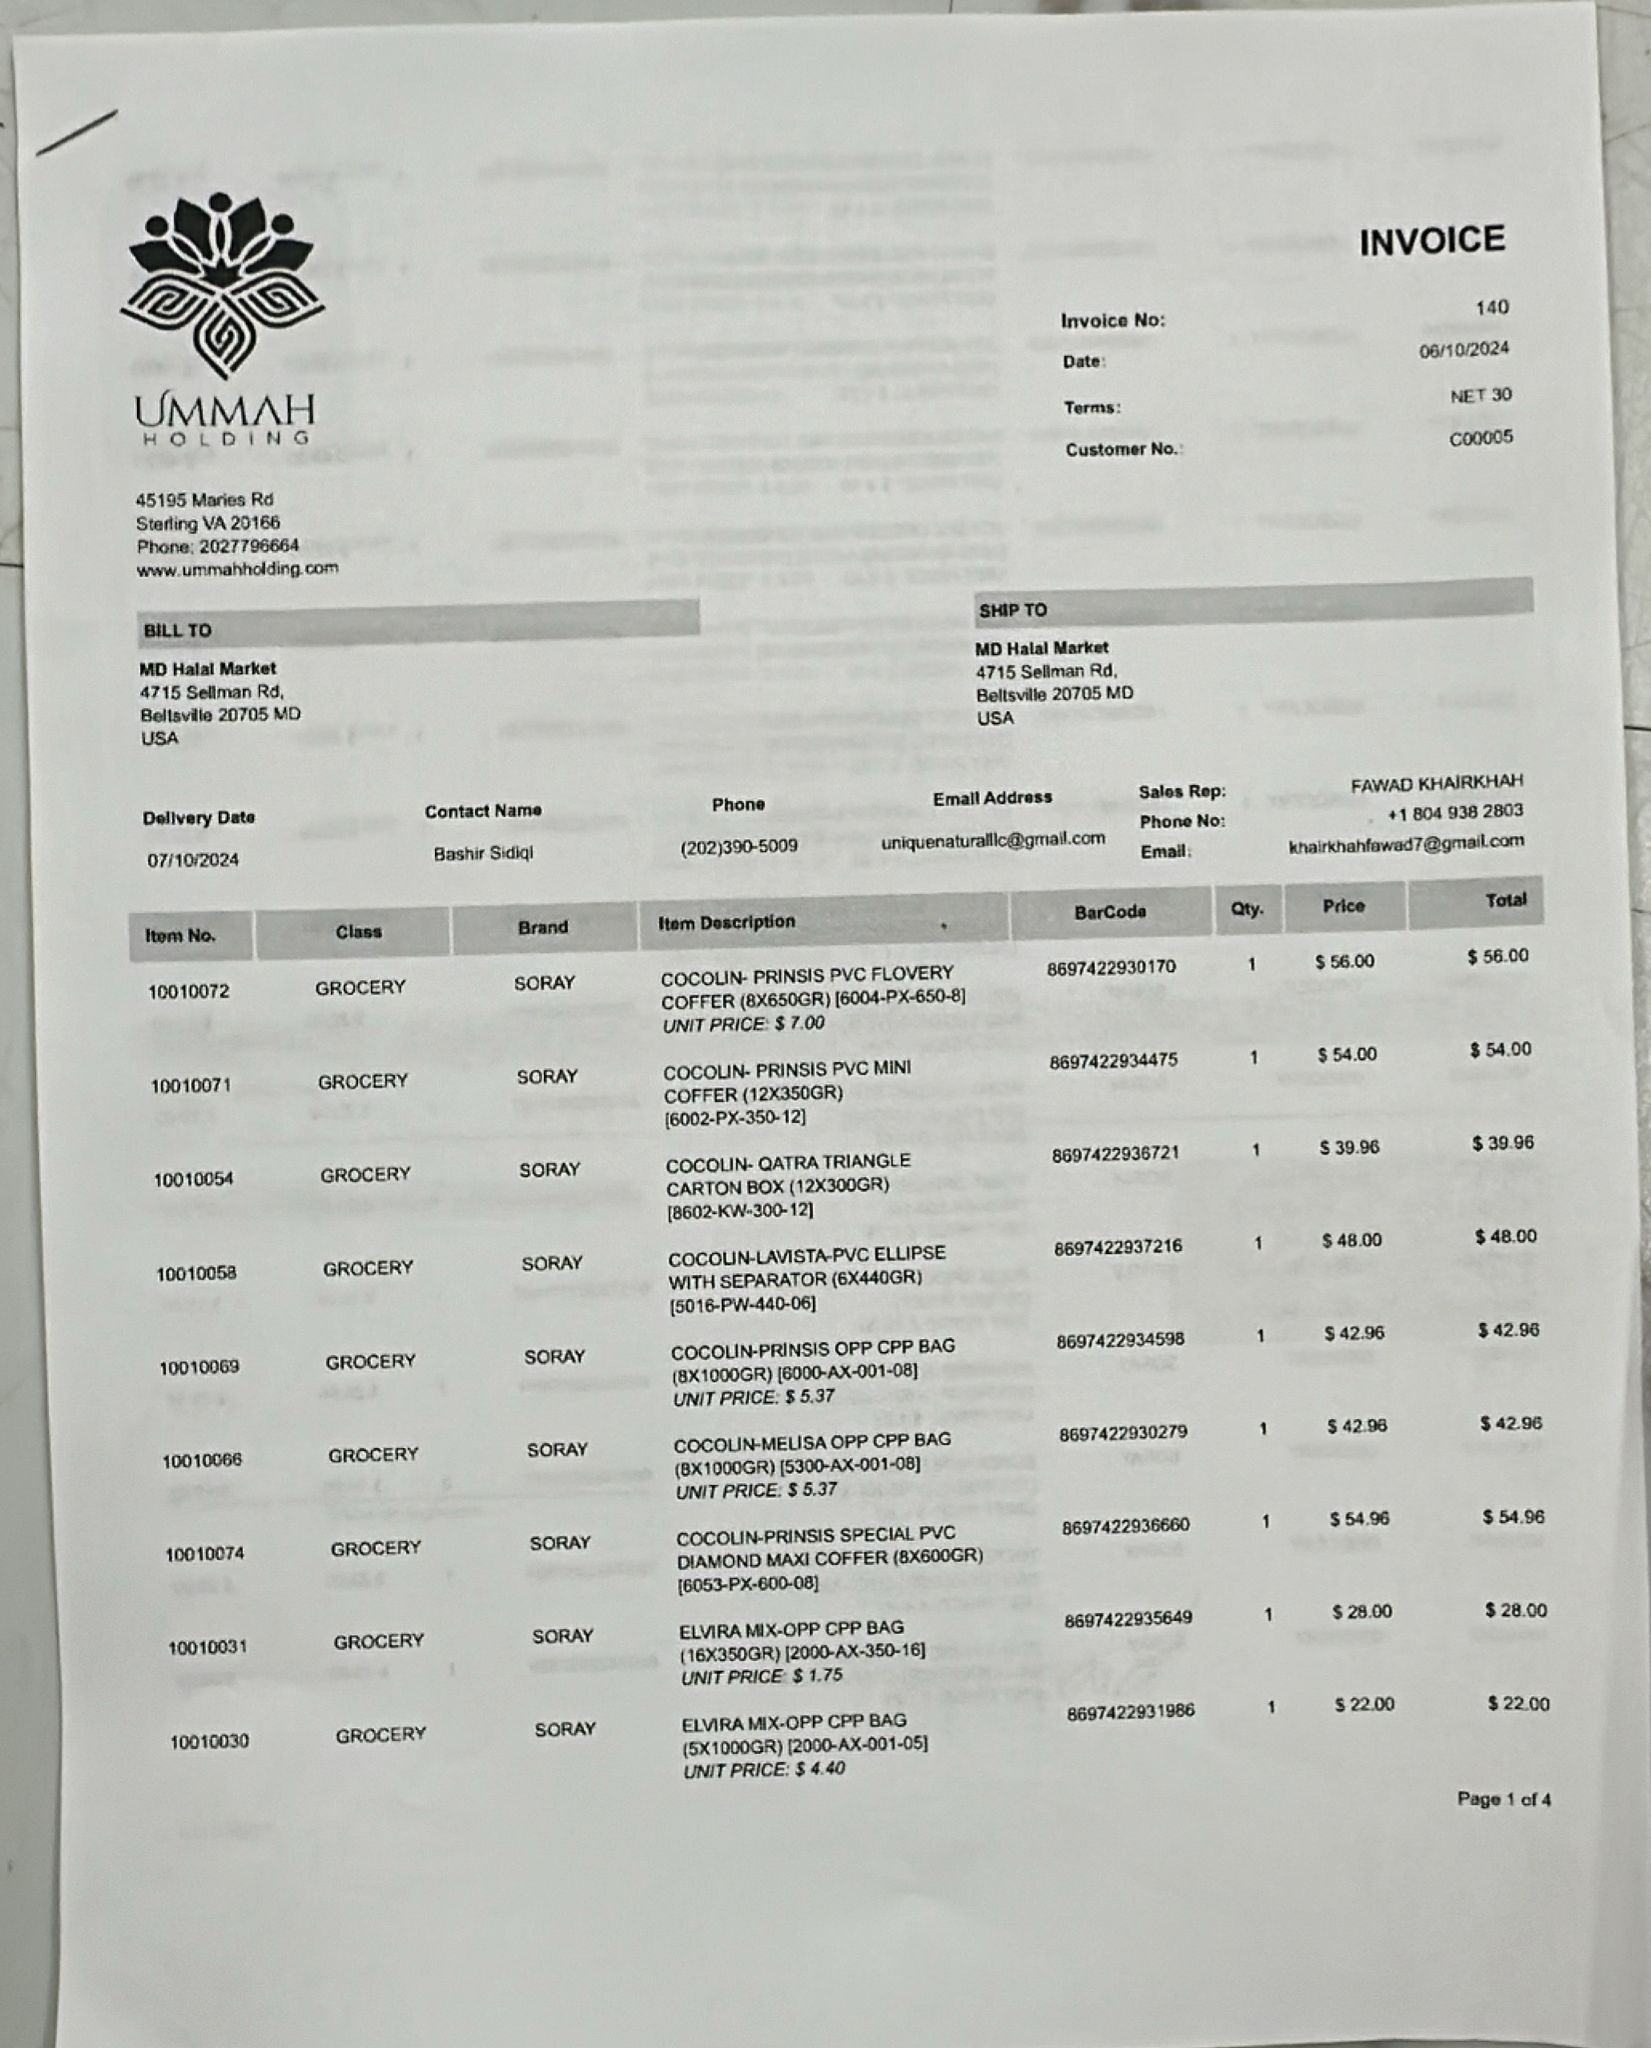 UMMAH
HOLDING
INVOICE
Invoice No: 140
Date: 06/10/2024
Terms: NET 30
Customer No.: C00005
45195 Maries Rd
Sterling VA 20166
Phone: 2027796664
www.ummahholding.com
BILL TO
MD Halal Market
4715 Sellman Rd,
Beltsville 20705 MD
USA
SHIP TO
MD Halal Market
4715 Sellman Rd,
Beltsville 20705 MD
USA
Delivery Date Contact Name Phone Email Address
07/10/2024 Bashir Sidiqi (202)390-5009 uniquenaturalllc@gmail.com
Sales Rep: FAWAD KHAIRKHAH
Phone No: +1 804 938 2803
Email: khairkhahfawad7@gmail.com
Item No. Class Brand Item Description BarCode Qty. Price Total
10010072 GROCERY SORAY COCOLIN- PRINSIS PVC FLOVERY 8697422930170 1 $ 56.00 $ 56.00
COFFER (8X650GR) [6004-PX-650-8]
UNIT PRICE: $ 7.00
10010071 GROCERY SORAY COCOLIN- PRINSIS PVC MINI 8697422934475 1 $ 54.00 $ 54.00
COFFER (12X350GR)
[6002-PX-350-12]
10010054 GROCERY SORAY COCOLIN- QATRA TRIANGLE 8697422936721 1 $ 39.96 $ 39.96
CARTON BOX (12X300GR)
[8602-KW-300-12]
10010058 GROCERY SORAY COCOLIN-LAVISTA-PVC ELLIPSE 8697422937216 1 $ 48.00 $ 48.00
WITH SEPARATOR (6X440GR)
[5016-PW-440-06]
10010069 GROCERY SORAY COCOLIN-PRINSIS OPP CPP BAG 8697422934598 1 $ 42.96 $ 42.96
(8X1000GR) [6000-AX-001-08]
UNIT PRICE: $ 5.37
10010066 GROCERY SORAY COCOLIN-MELISA OPP CPP BAG 8697422930279 1 $ 42.96 $ 42.96
(8X1000GR) [5300-AX-001-08]
UNIT PRICE: $ 5.37
10010074 GROCERY SORAY COCOLIN-PRINSIS SPECIAL PVC 8697422936660 1 $ 54.96 $ 54.96
DIAMOND MAXI COFFER (8X600GR)
[6053-PX-600-08]
10010031 GROCERY SORAY ELVIRA MIX-OPP CPP BAG 8697422935649 1 $ 28.00 $ 28.00
(16X350GR) [2000-AX-350-16]
UNIT PRICE: $ 1.75
10010030 GROCERY SORAY ELVIRA MIX-OPP CPP BAG 8697422931986 1 $ 22.00 $ 22.00
(5X1000GR) [2000-AX-001-05]
UNIT PRICE: $ 4.40
Page 1 of 4